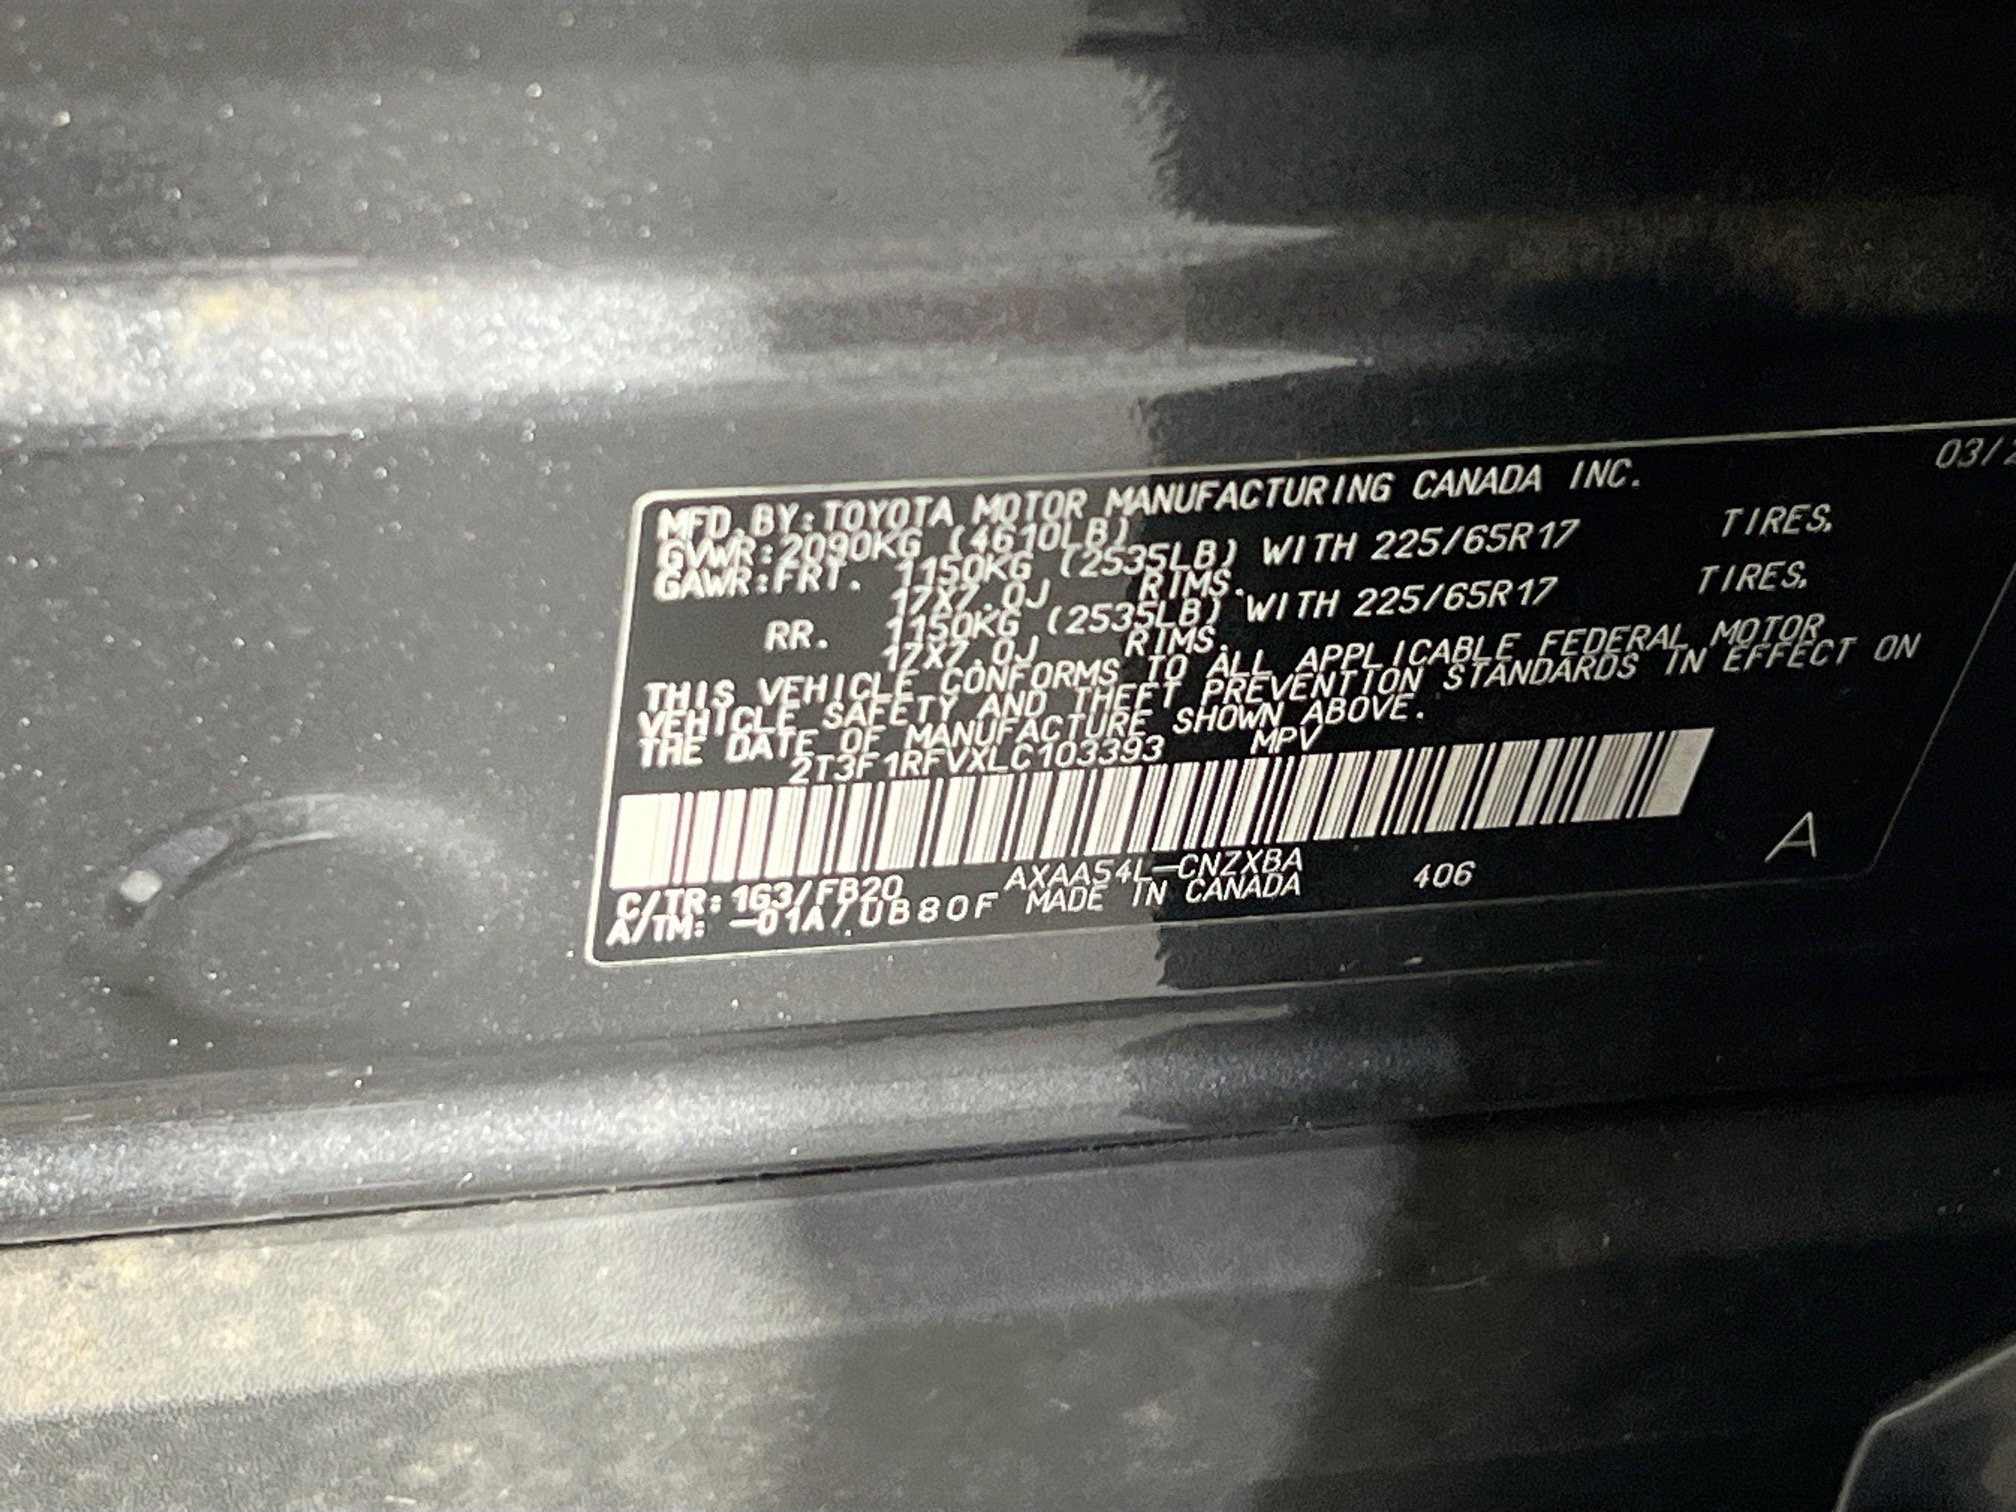 MFD. BY: TOYOTA MOTOR MANUFACTURING CANADA INC. 03/2
GVWR: 2090KG (4610LB)
GAWR: FRT. 1150KG (2535LB) WITH 225/65R17 TIRES,
17X7.0J RIMS.
RR. 1150KG (2535LB) WITH 225/65R17 TIRES,
17X7.0J RIMS.
THIS VEHICLE CONFORMS TO ALL APPLICABLE FEDERAL MOTOR
VEHICLE SAFETY AND THEFT PREVENTION STANDARDS IN EFFECT ON
THE DATE OF MANUFACTURE SHOWN ABOVE.
2T3F1RFVXLC103393 MPV
C/TR: 1G3/FB20 AXAA54L-CNZXBA 406 A
A/TM: -01A/UB80F MADE IN CANADA